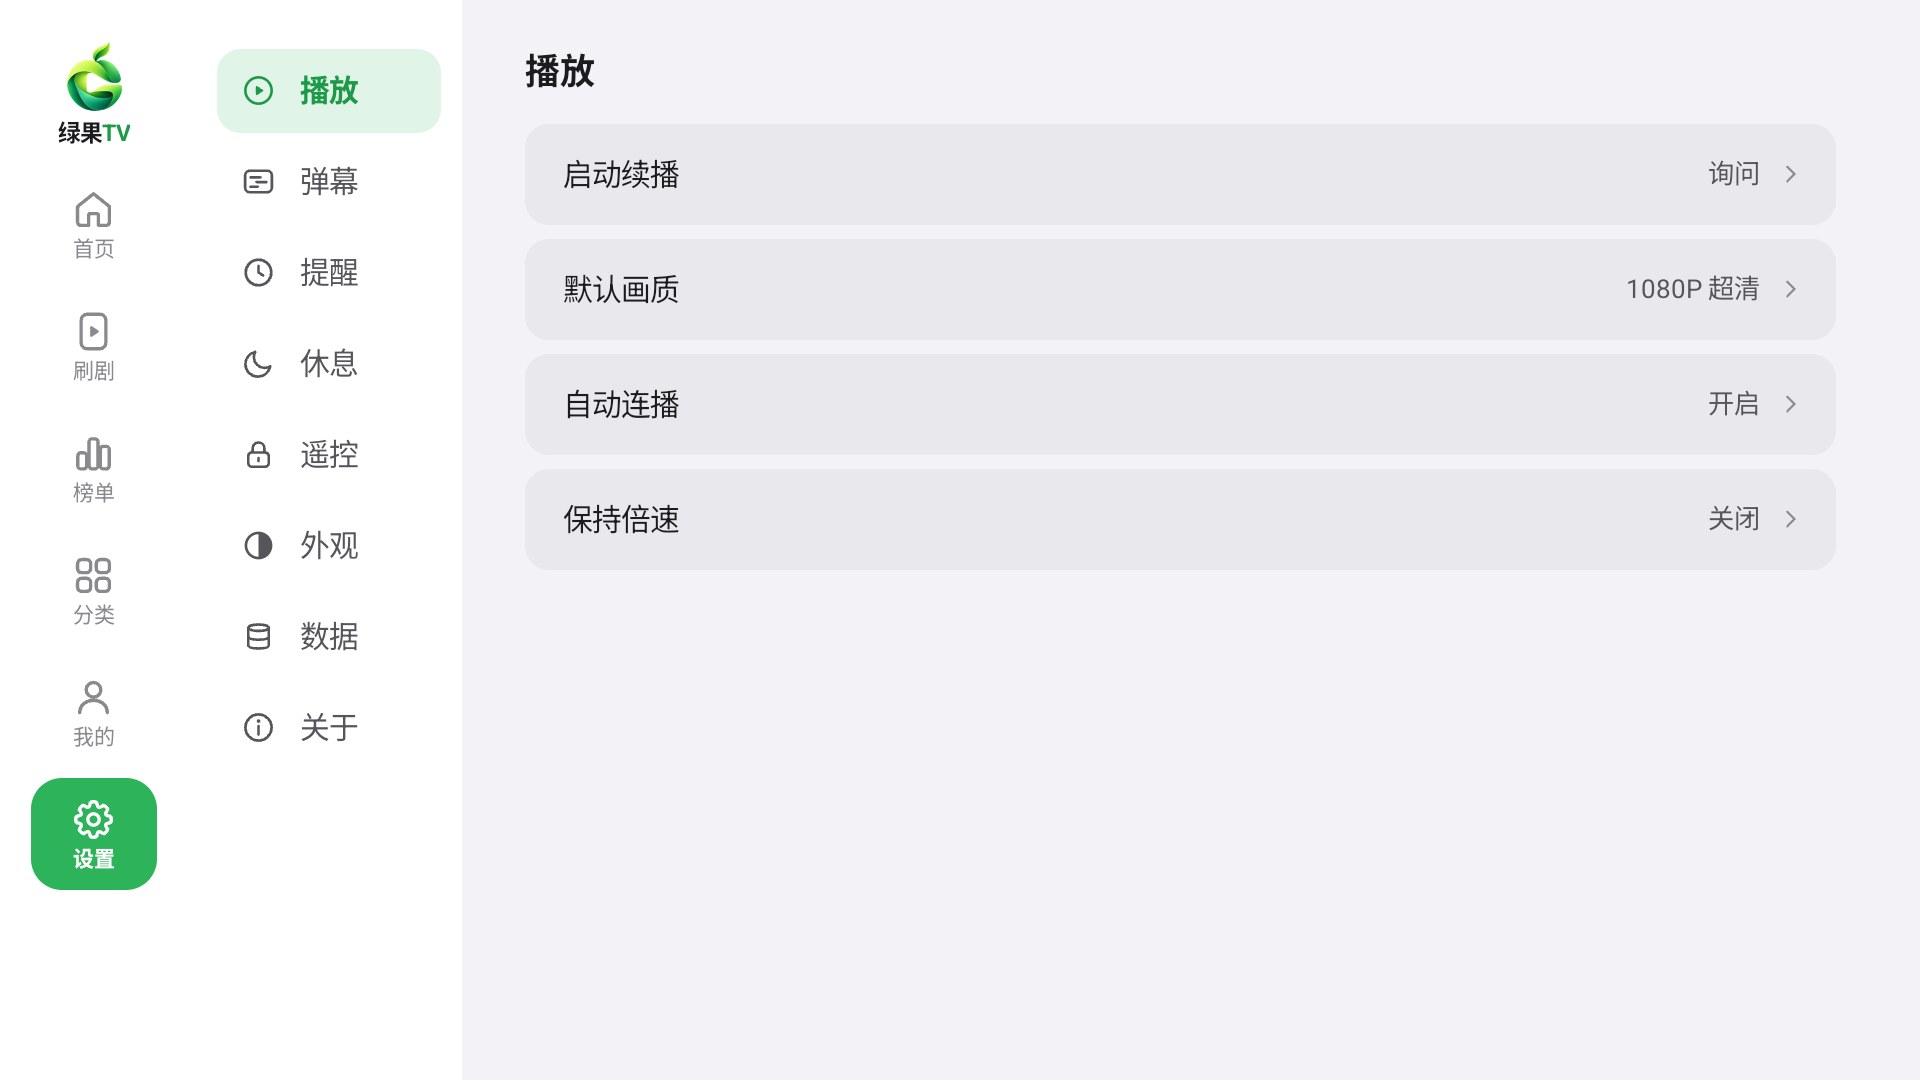 绿果TV
首页
刷剧
榜单
分类
我的
设置
播放
弹幕
提醒
休息
遥控
外观
数据
关于
播放
启动续播 询问
默认画质 1080P 超清
自动连播 开启
保持倍速 关闭